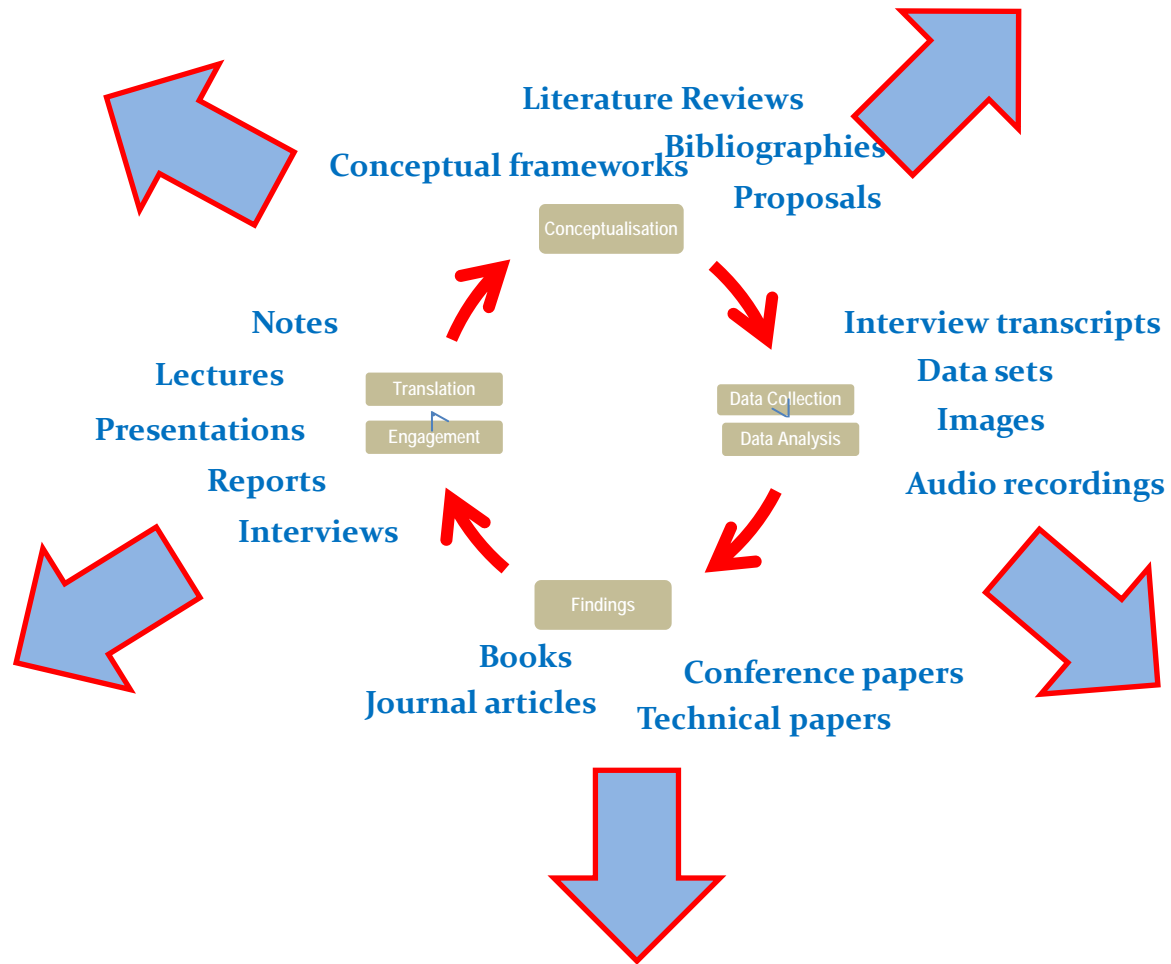 Literature Reviews
Bibliographies
Conceptual frameworks
Proposals
Conceptualisation
Notes
Lectures
Presentations
Reports
Interviews
Translation
Engagement
Data Collection
Data Analysis
Interview transcripts
Data sets
Images
Audio recordings
Findings
Books
Journal articles
Conference papers
Technical papers